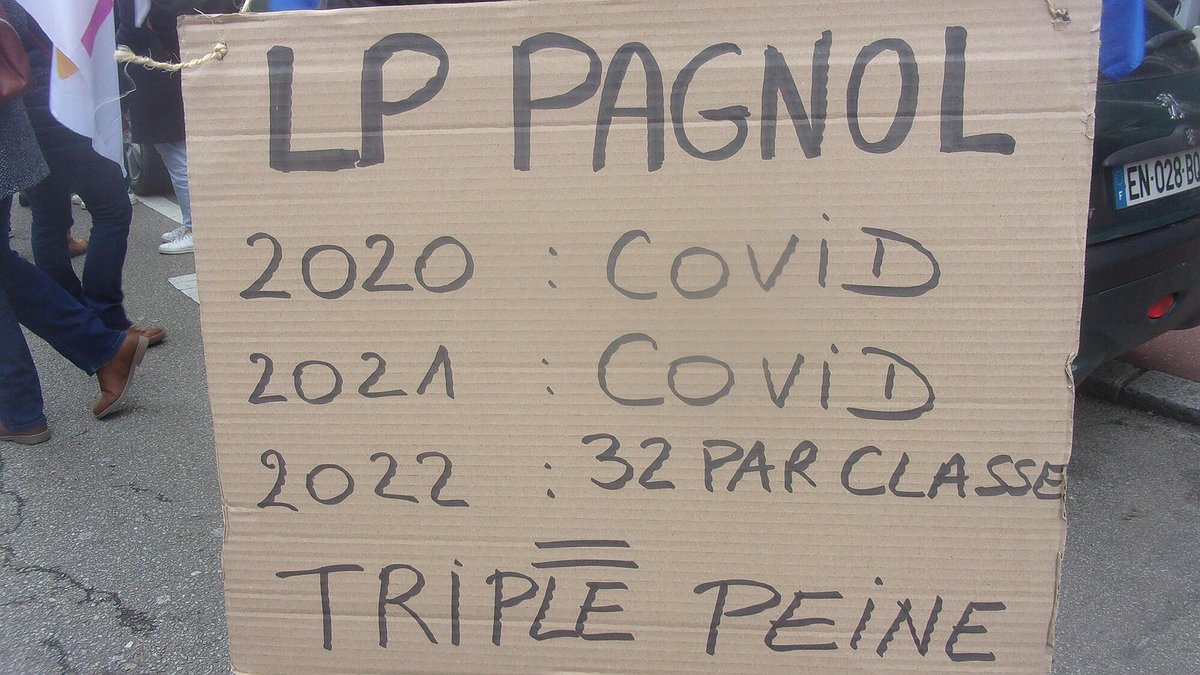 LP PAGNOL
2020 : COViD
2021 : COViD
2022 : 32 PAR CLASSE
=
TRiPLE PEiNE
EN-028-BQ
F